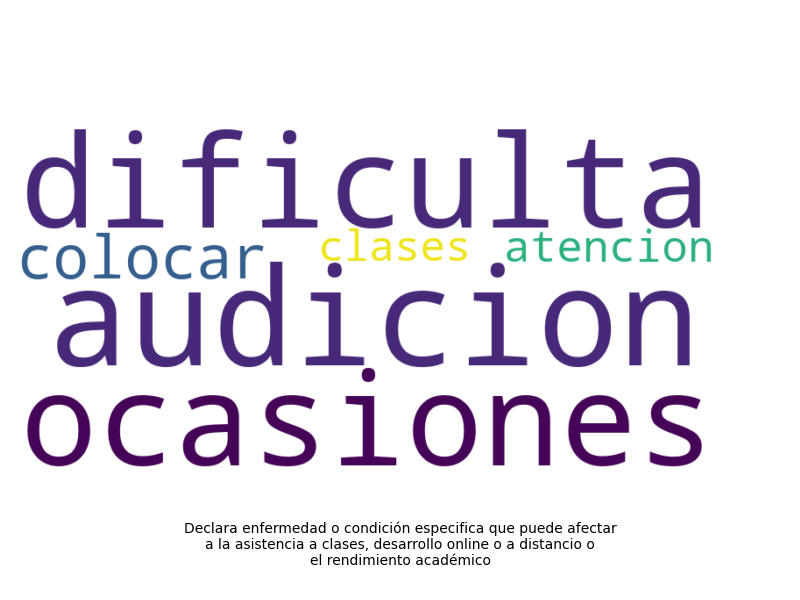 dificulta
colocar clases atencion
audicion
ocasiones
Declara enfermedad o condición especifica que puede afectar
a la asistencia a clases, desarrollo online o a distancio o
el rendimiento académico